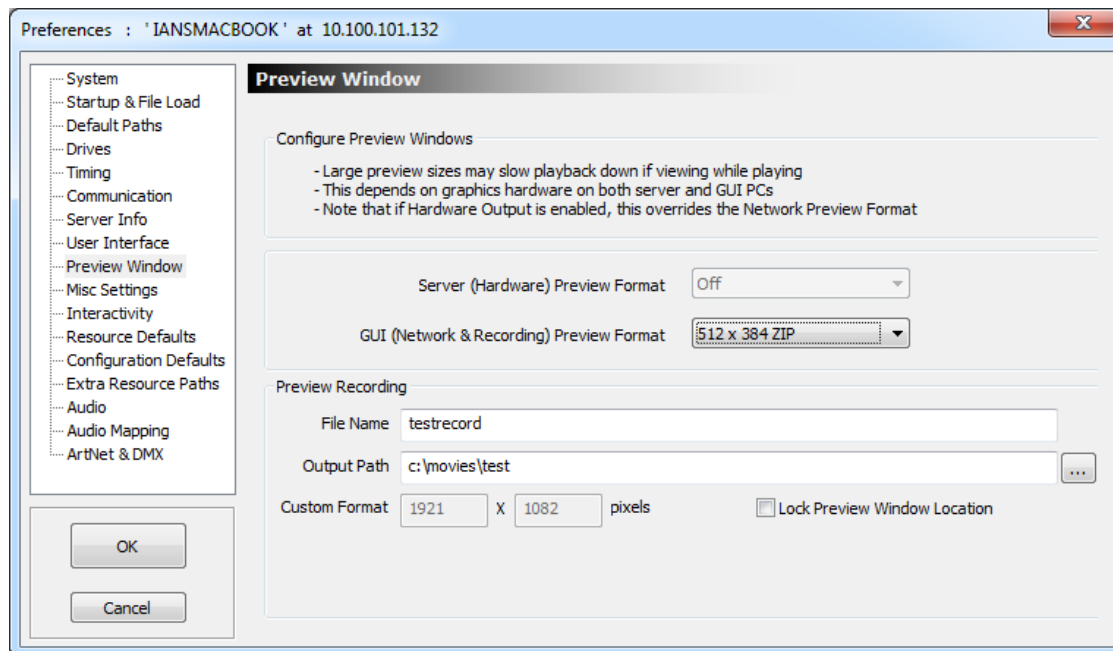 Preferences : ' IANSMACBOOK ' at 10.100.101.132
X
System
Startup & File Load
Default Paths
Drives
Timing
Communication
Server Info
User Interface
Preview Window
Misc Settings
Interactivity
Resource Defaults
Configuration Defaults
Extra Resource Paths
Audio
Audio Mapping
ArtNet & DMX
OK
Cancel
Preview Window
Configure Preview Windows
- Large preview sizes may slow playback down if viewing while playing
- This depends on graphics hardware on both server and GUI PCs
- Note that if Hardware Output is enabled, this overrides the Network Preview Format
Server (Hardware) Preview Format Off
GUI (Network & Recording) Preview Format 512 x 384 ZIP
Preview Recording
File Name testrecord
Output Path c:\movies\test ...
Custom Format 1921 X 1082 pixels Lock Preview Window Location